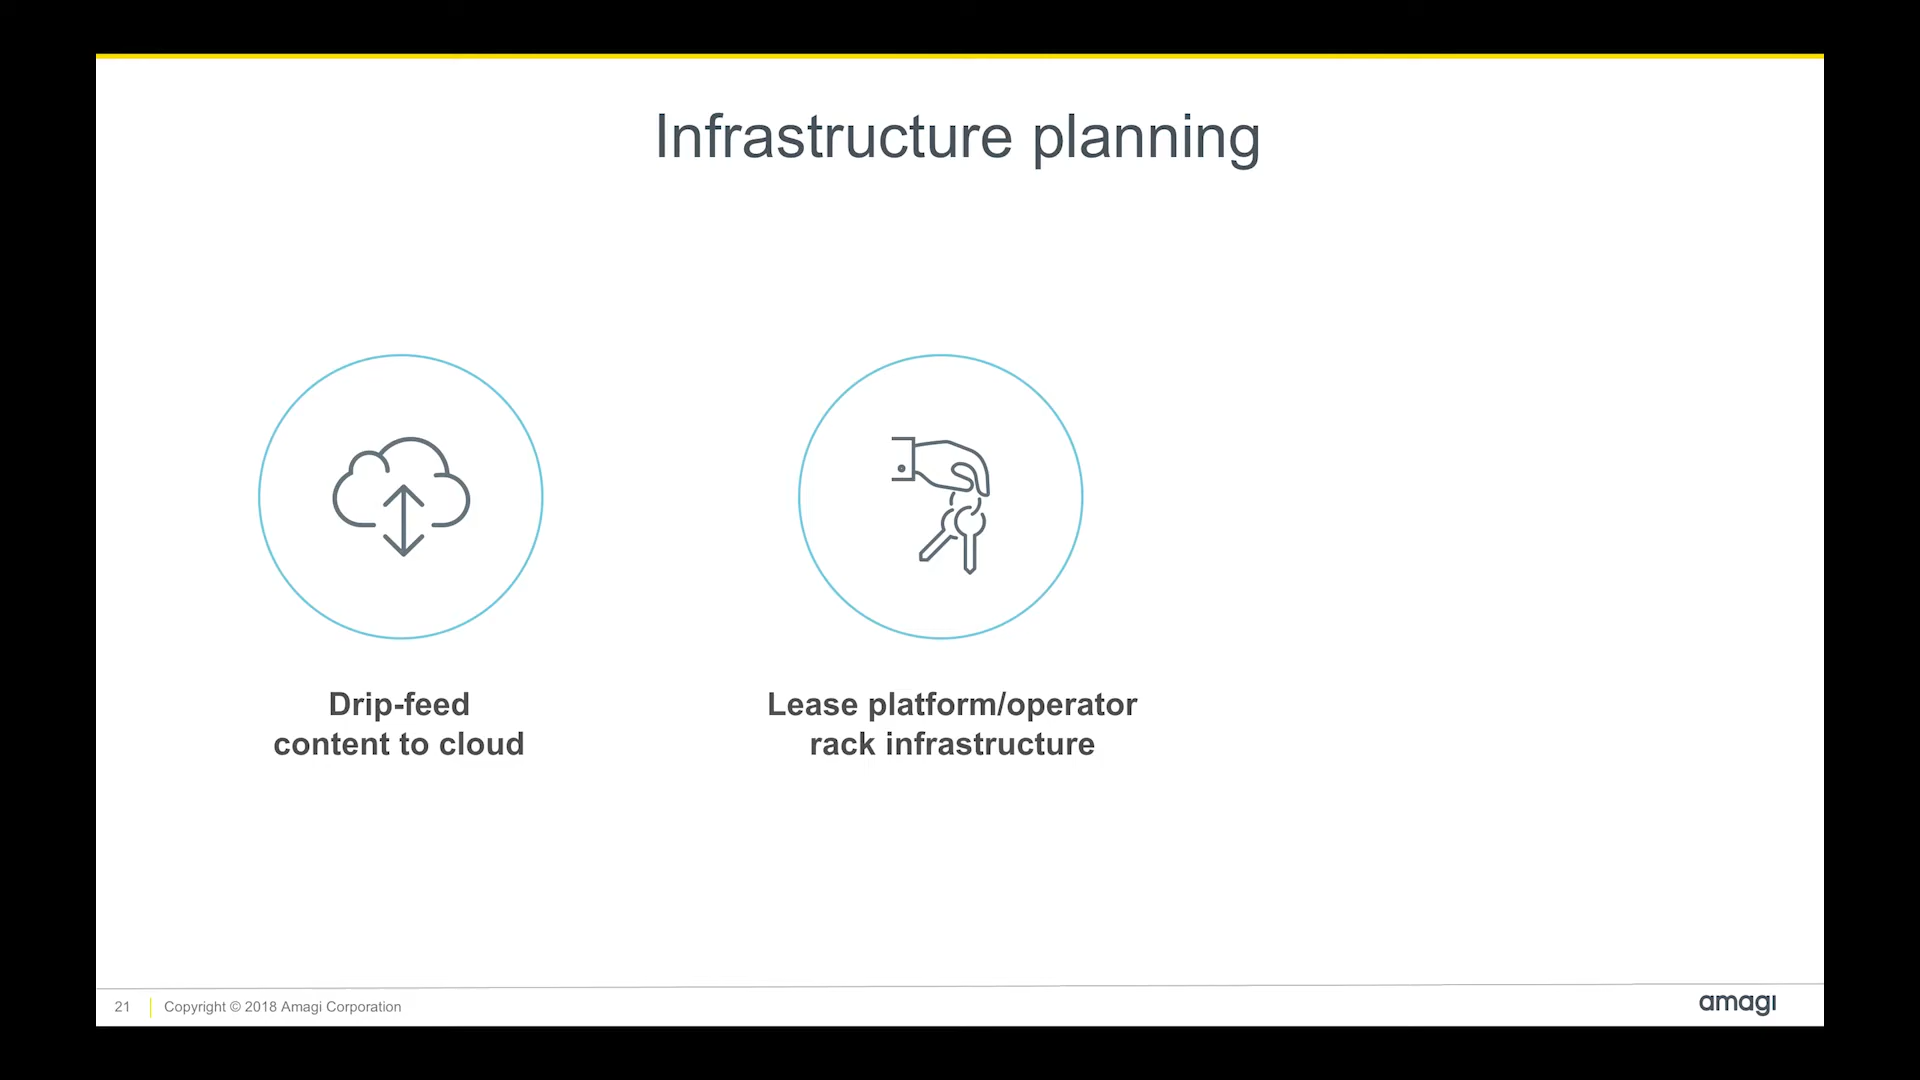 Infrastructure planning
Drip-feed
content to cloud
Lease platform/operator
rack infrastructure
21
Copyright © 2018 Amagi Corporation
amagi